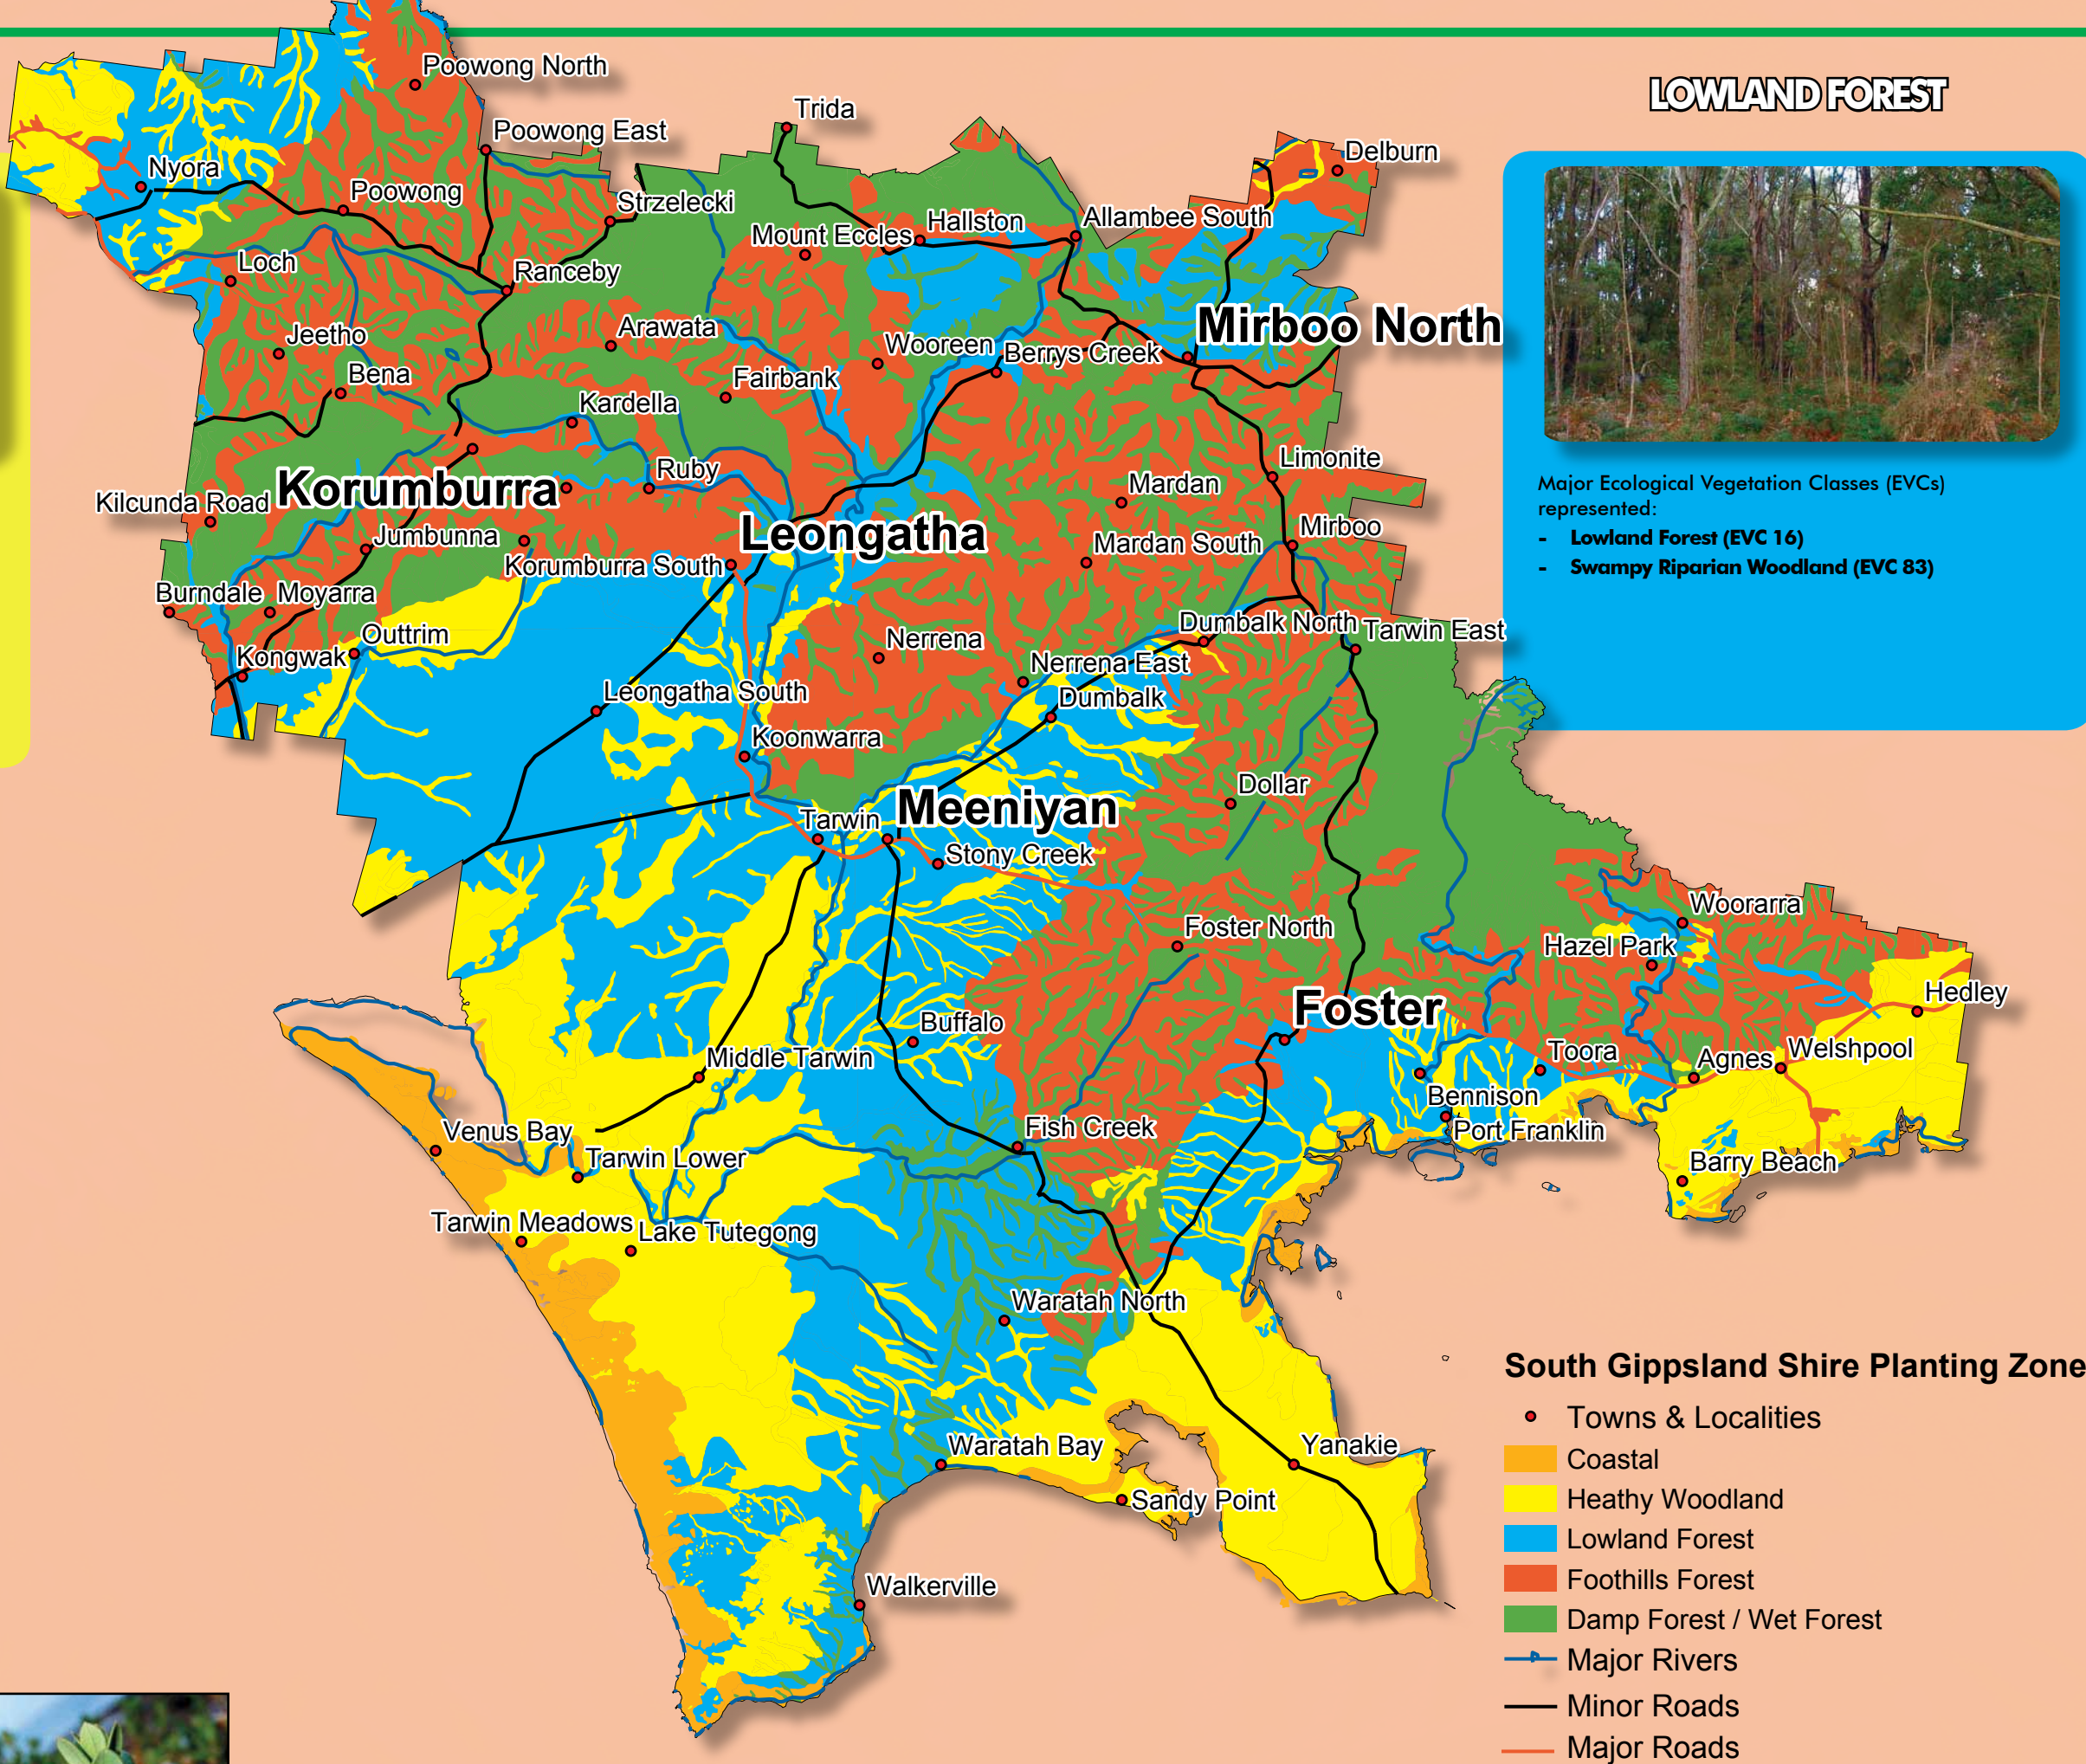 LOWLAND FOREST
Poowong North
Trida
Poowong East
Delburn
Nyora
Poowong
Strzelecki
Allambee South
Hallston
Mount Eccles
Loch
Ranceby
Mirboo North
Arawata
Jeetho
Wooreen
Berrys Creek
Bena
Fairbank
Kardella
Limonite
Ruby
Mardan
Korumburra
Kilcunda Road
Mirboo
Jumbunna
Leongatha
Mardan South
Korumburra South
Burndale
Moyarra
Dumbalk North
Tarwin East
Outtrim
Nerrena
Kongwak
Nerrena East
Leongatha South
Dumbalk
Koonwarra
Dollar
Meeniyan
Tarwin
Stony Creek
Woorarra
Foster North
Hazel Park
Hedley
Foster
Buffalo
Middle Tarwin
Toora
Agnes
Welshpool
Bennison
Venus Bay
Fish Creek
Port Franklin
Tarwin Lower
Barry Beach
Tarwin Meadows
Lake Tutegong
Waratah North
Waratah Bay
Yanakie
Sandy Point
Walkerville
Major Ecological Vegetation Classes (EVCs)
represented:
- Lowland Forest (EVC 16)
- Swampy Riparian Woodland (EVC 83)
South Gippsland Shire Planting Zone
Towns & Localities
Coastal
Heathy Woodland
Lowland Forest
Foothills Forest
Damp Forest / Wet Forest
Major Rivers
Minor Roads
Major Roads